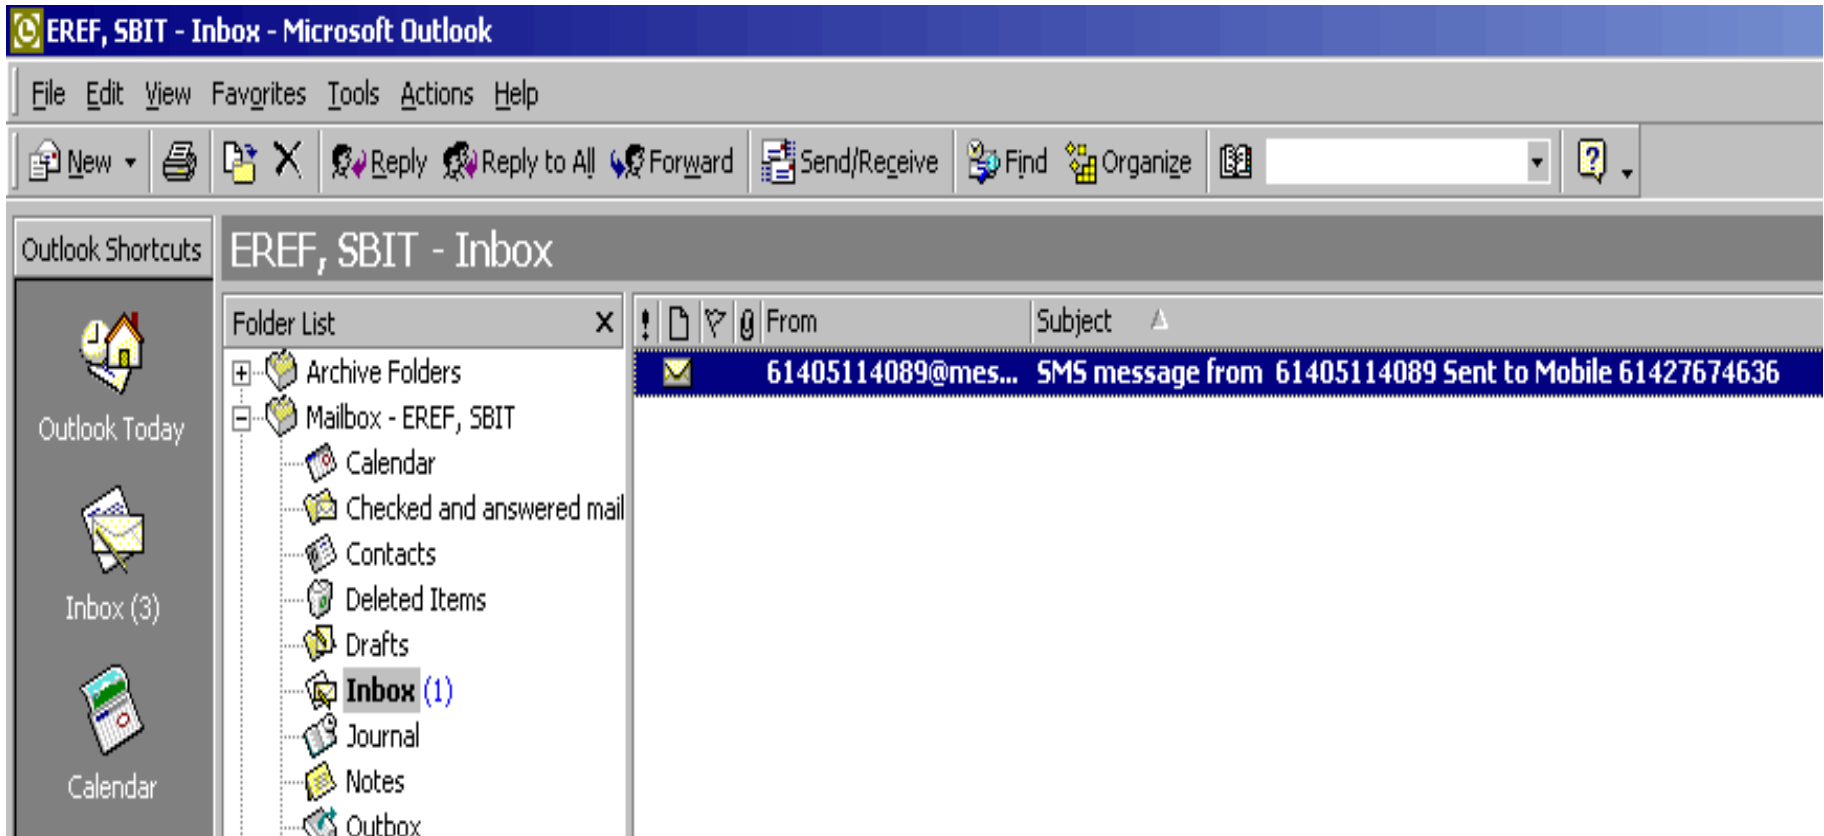 EREF, SBIT - Inbox - Microsoft Outlook
File Edit View Favorites Tools Actions Help
New Reply Reply to All Forward Send/Receive Find Organize
Outlook Shortcuts
EREF, SBIT - Inbox
Folder List
From Subject
Archive Folders
61405114089@mes... SMS message from 61405114089 Sent to Mobile 61427674636
Mailbox - EREF, SBIT
Outlook Today
Calendar
Checked and answered mail
Contacts
Deleted Items
Inbox (3)
Drafts
Inbox (1)
Journal
Notes
Calendar
Outbox